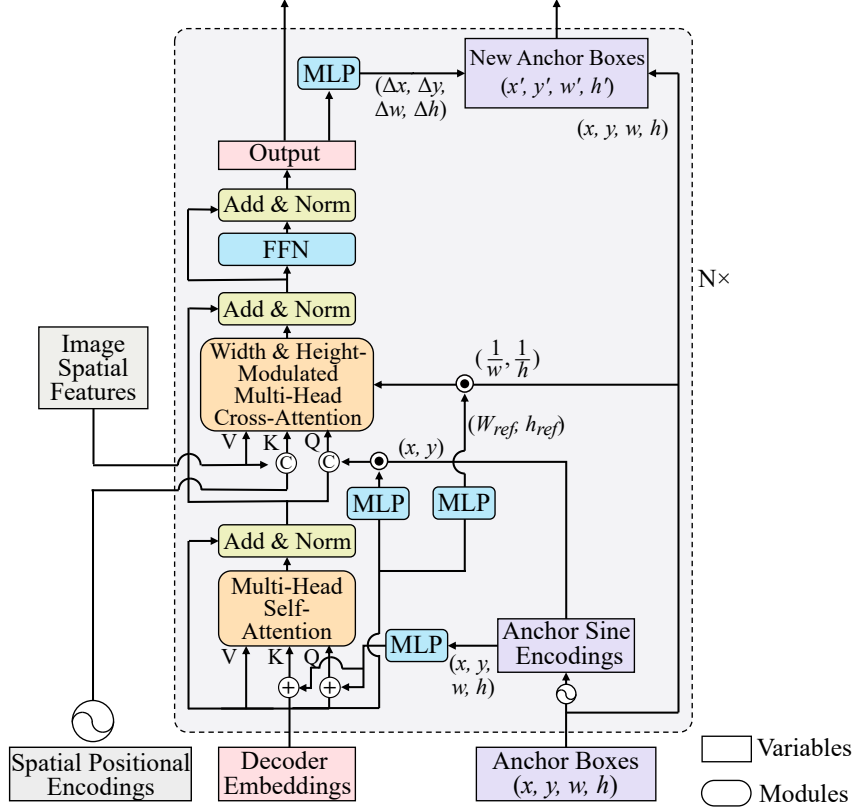 New Anchor Boxes
(x′, y′, w′, h′)
MLP
(Δx, Δy,
Δw, Δh)
(x, y, w, h)
Output
Add & Norm
FFN
N×
Add & Norm
Image
Spatial
Features
Width & Height-
Modulated
Multi-Head
Cross-Attention
(1/w, 1/h)
(W_ref, h_ref)
V K Q
(x, y)
C C
MLP MLP
Add & Norm
Multi-Head
Self-
Attention
V K Q
MLP
(x, y,
w, h)
Anchor Sine
Encodings
Spatial Positional
Encodings
Decoder
Embeddings
Anchor Boxes
(x, y, w, h)
Variables
Modules